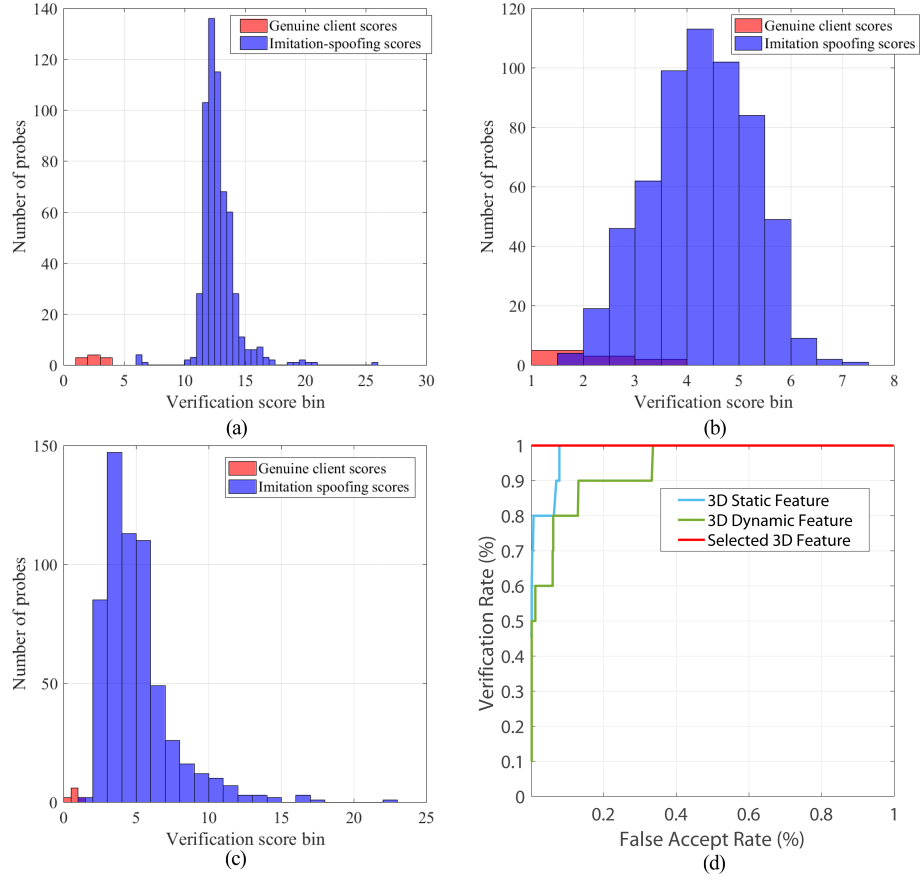 140
120
100
80
60
40
20
0
Number of probes
Genuine client scores
Imitation-spoofing scores
0 5 10 15 20 25 30
Verification score bin
(a)
120
100
80
60
40
20
0
Number of probes
Genuine client scores
Imitation spoofing scores
1 2 3 4 5 6 7 8
Verification score bin
(b)
150
100
50
0
Number of probes
Genuine client scores
Imitation spoofing scores
0 5 10 15 20 25
Verification score bin
(c)
1
0.9
0.8
0.7
0.6
0.5
0.4
0.3
0.2
0.1
0
Verification Rate (%)
3D Static Feature
3D Dynamic Feature
Selected 3D Feature
0.2 0.4 0.6 0.8 1
False Accept Rate (%)
(d)